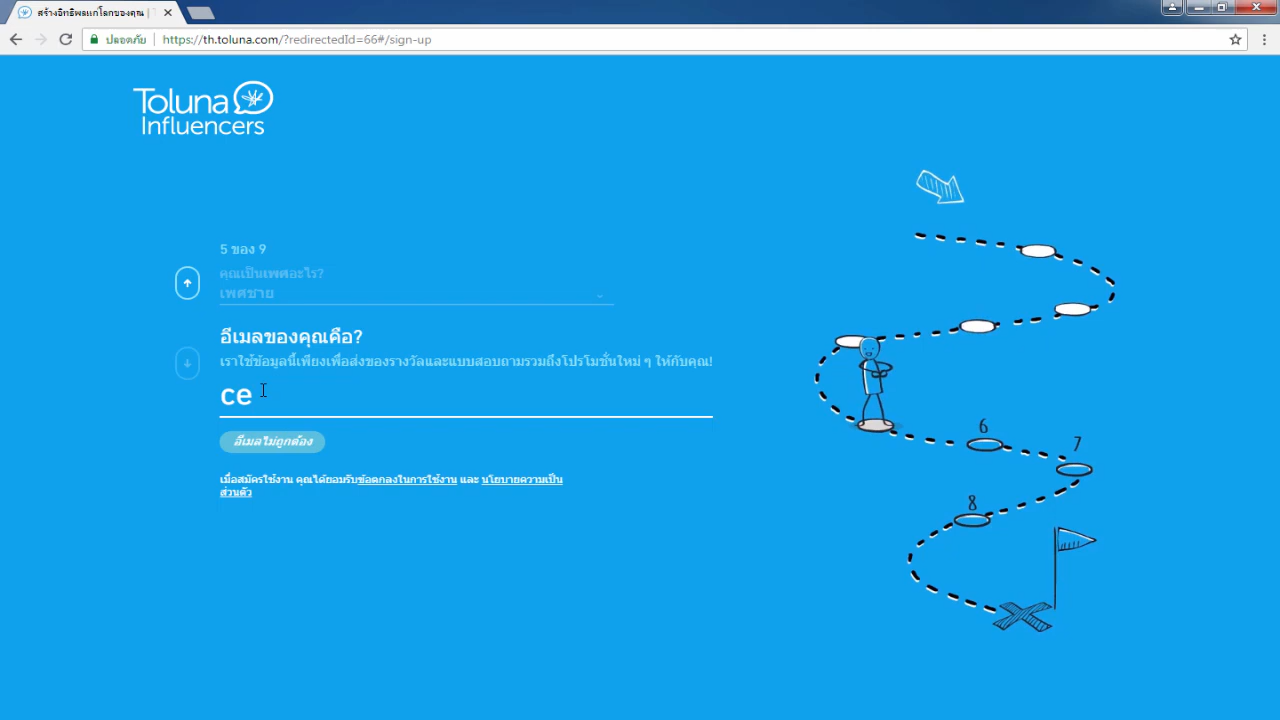 สร้างอิทธิพลแก่โลกของคุณ |
ปลอดภัย
https://th.toluna.com/?redirectedId=66#/sign-up
Toluna
Influencers
5 ของ 9
คุณเป็นเพศอะไร?
เพศชาย
อีเมลของคุณคือ?
เราใช้ข้อมูลนี้เพียงเพื่อส่งของรางวัลและแบบสอบถามรวมถึงโปรโมชั่นใหม่ ๆ ให้กับคุณ!
ce
อีเมลไม่ถูกต้อง
เมื่อสมัครใช้งาน คุณได้ยอมรับข้อตกลงในการใช้งาน และ นโยบายความเป็น
ส่วนตัว
6
7
8